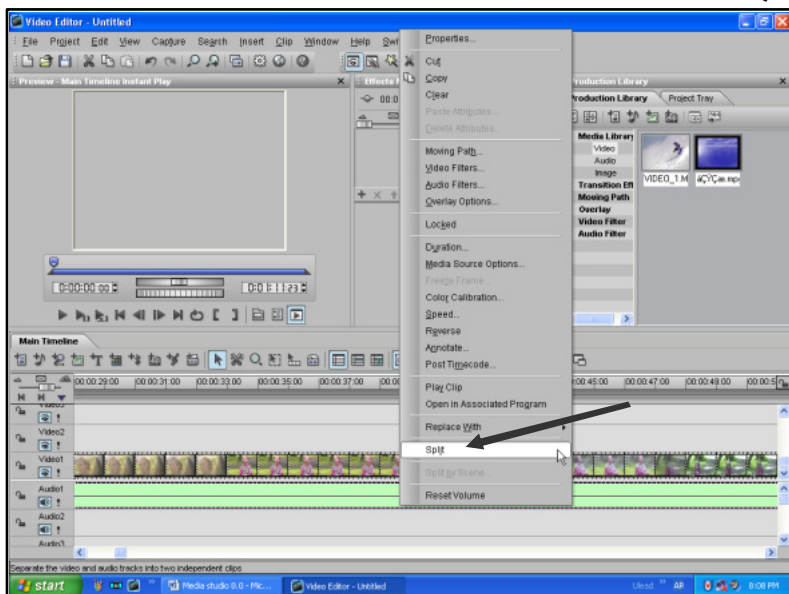 Video Editor - Untitled
File Project Edit View Capture Search Insert Clip Window Help
Preview - Main Timeline Instant Play
0:00:00:00
Properties...
Cut
Copy
Clear
Paste Attributes...
Delete Attributes...
Moving Path...
Video Filters...
Audio Filters...
Overlay Options...
Locked
Duration...
Media Source Options...
Freeze Frame...
Color Calibration...
Speed...
Reverse
Annotate...
Post Timecode...
Play Clip
Open in Associated Program
Replace With
Split
Split by Scene...
Reset Volume
Production Library
Production Library Project Tray
Media Library
Video
Audio
Image
Moving Path
Overlay
Video Filter
Audio Filter
VIDEO_1.M
Main Timeline
00:00:29:00 00:00:31:00 00:00:33:00 00:00:35:00 00:00:37:00 00:00:45:00 00:00:47:00 00:00:49:00
Video3
Video2
Video1
Audio1
Audio2
Audio3
Separate the video and audio tracks into two independent clips
start Media studio 8.0 - Mic... Video Editor - Untitled Ulead AR 8:08 PM